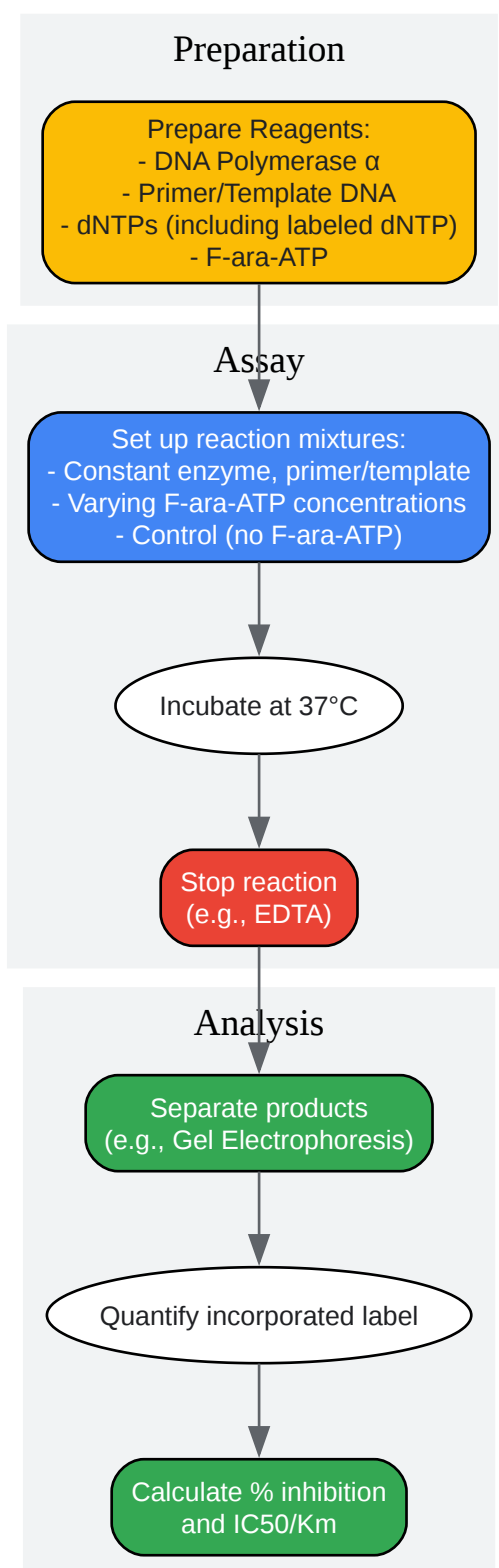 Preparation
Prepare Reagents:
- DNA Polymerase α
- Primer/Template DNA
- dNTPs (including labeled dNTP)
- F-ara-ATP
Assay
Set up reaction mixtures:
- Constant enzyme, primer/template
- Varying F-ara-ATP concentrations
- Control (no F-ara-ATP)
Incubate at 37°C
Stop reaction
(e.g., EDTA)
Analysis
Separate products
(e.g., Gel Electrophoresis)
Quantify incorporated label
Calculate % inhibition
and IC50/Km